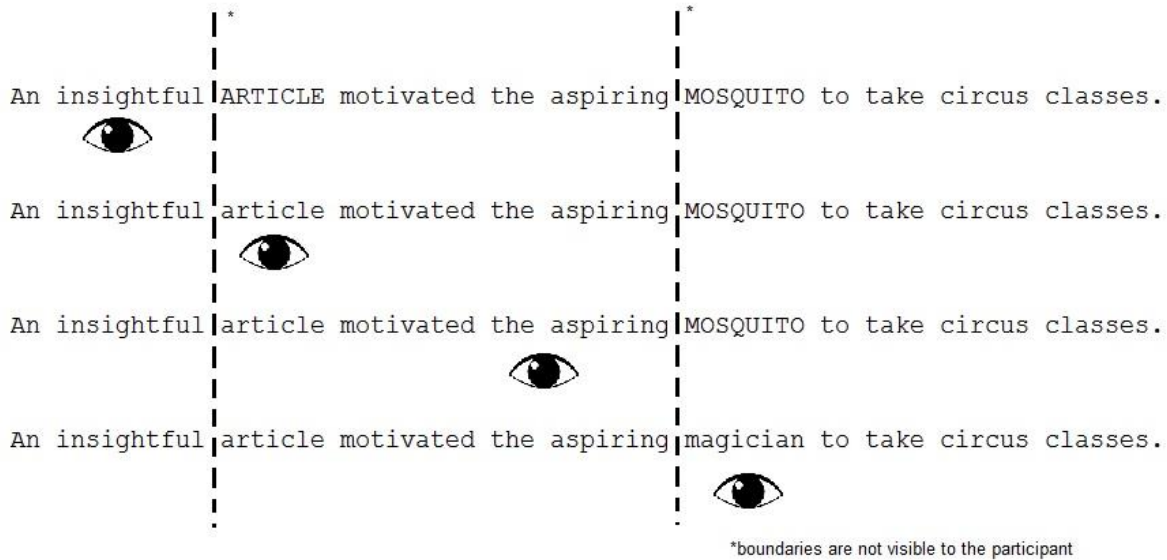 * *
An insightful ARTICLE motivated the aspiring MOSQUITO to take circus classes.
An insightful article motivated the aspiring MOSQUITO to take circus classes.
An insightful article motivated the aspiring MOSQUITO to take circus classes.
An insightful article motivated the aspiring magician to take circus classes.
*boundaries are not visible to the participant